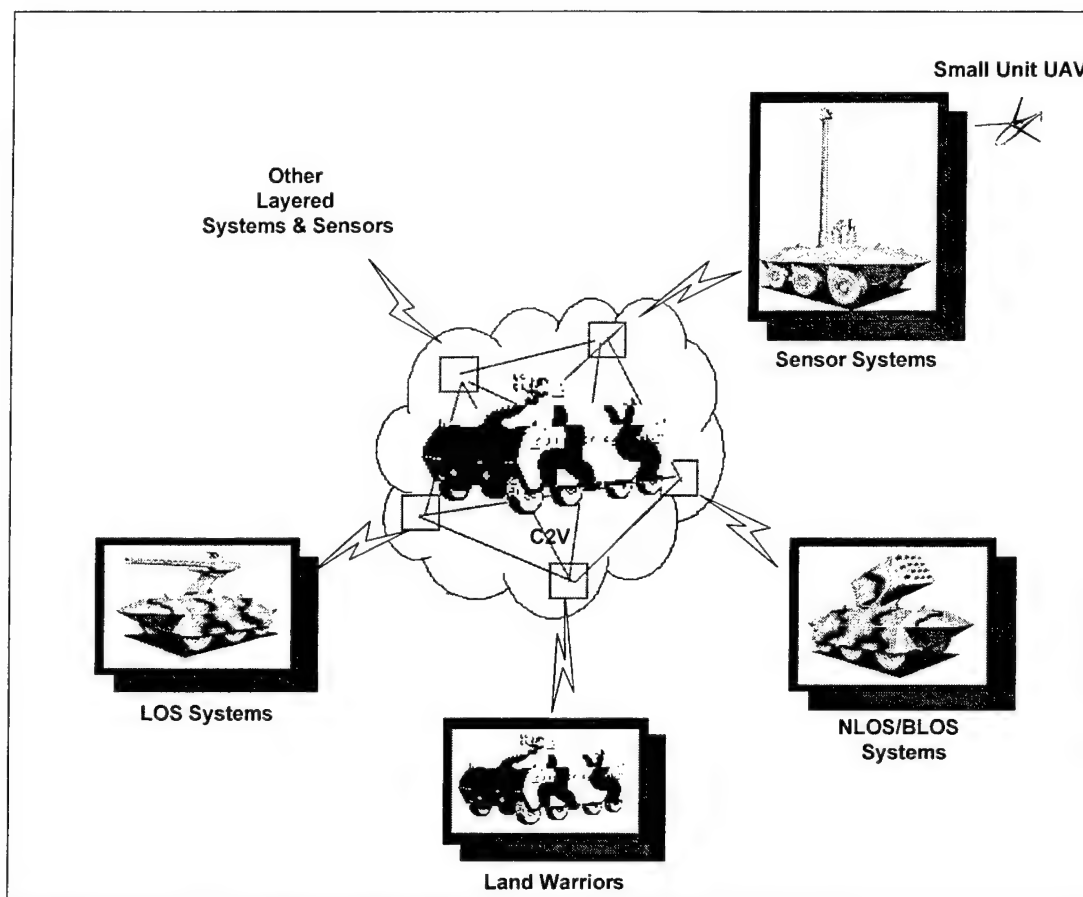 Small Unit UAV
Other
Layered
Systems & Sensors
Sensor Systems
C2V
LOS Systems
NLOS/BLOS
Systems
Land Warriors